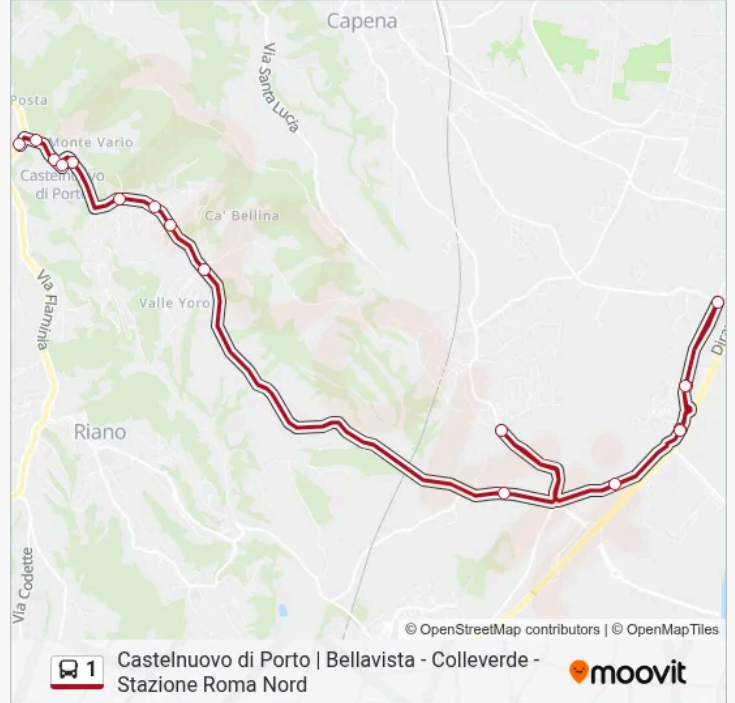 Capena
Via Santa Lucia
Posta
Monte Vario
Castelnuovo
di Porto
Ca' Bellina
Via Flaminia
Valle Yoro
Riano
Via Codette
© OpenStreetMap contributors | © OpenMapTiles
1
Castelnuovo di Porto | Bellavista - Colleverde -
Stazione Roma Nord
moovit